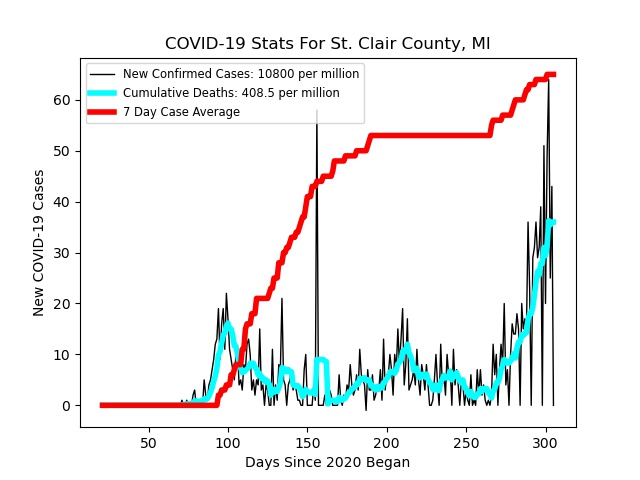 COVID-19 Stats For St. Clair County, MI
New Confirmed Cases: 10800 per million
Cumulative Deaths: 408.5 per million
7 Day Case Average
60
50
40
30
20
10
0
New COVID-19 Cases
50 100 150 200 250 300
Days Since 2020 Began